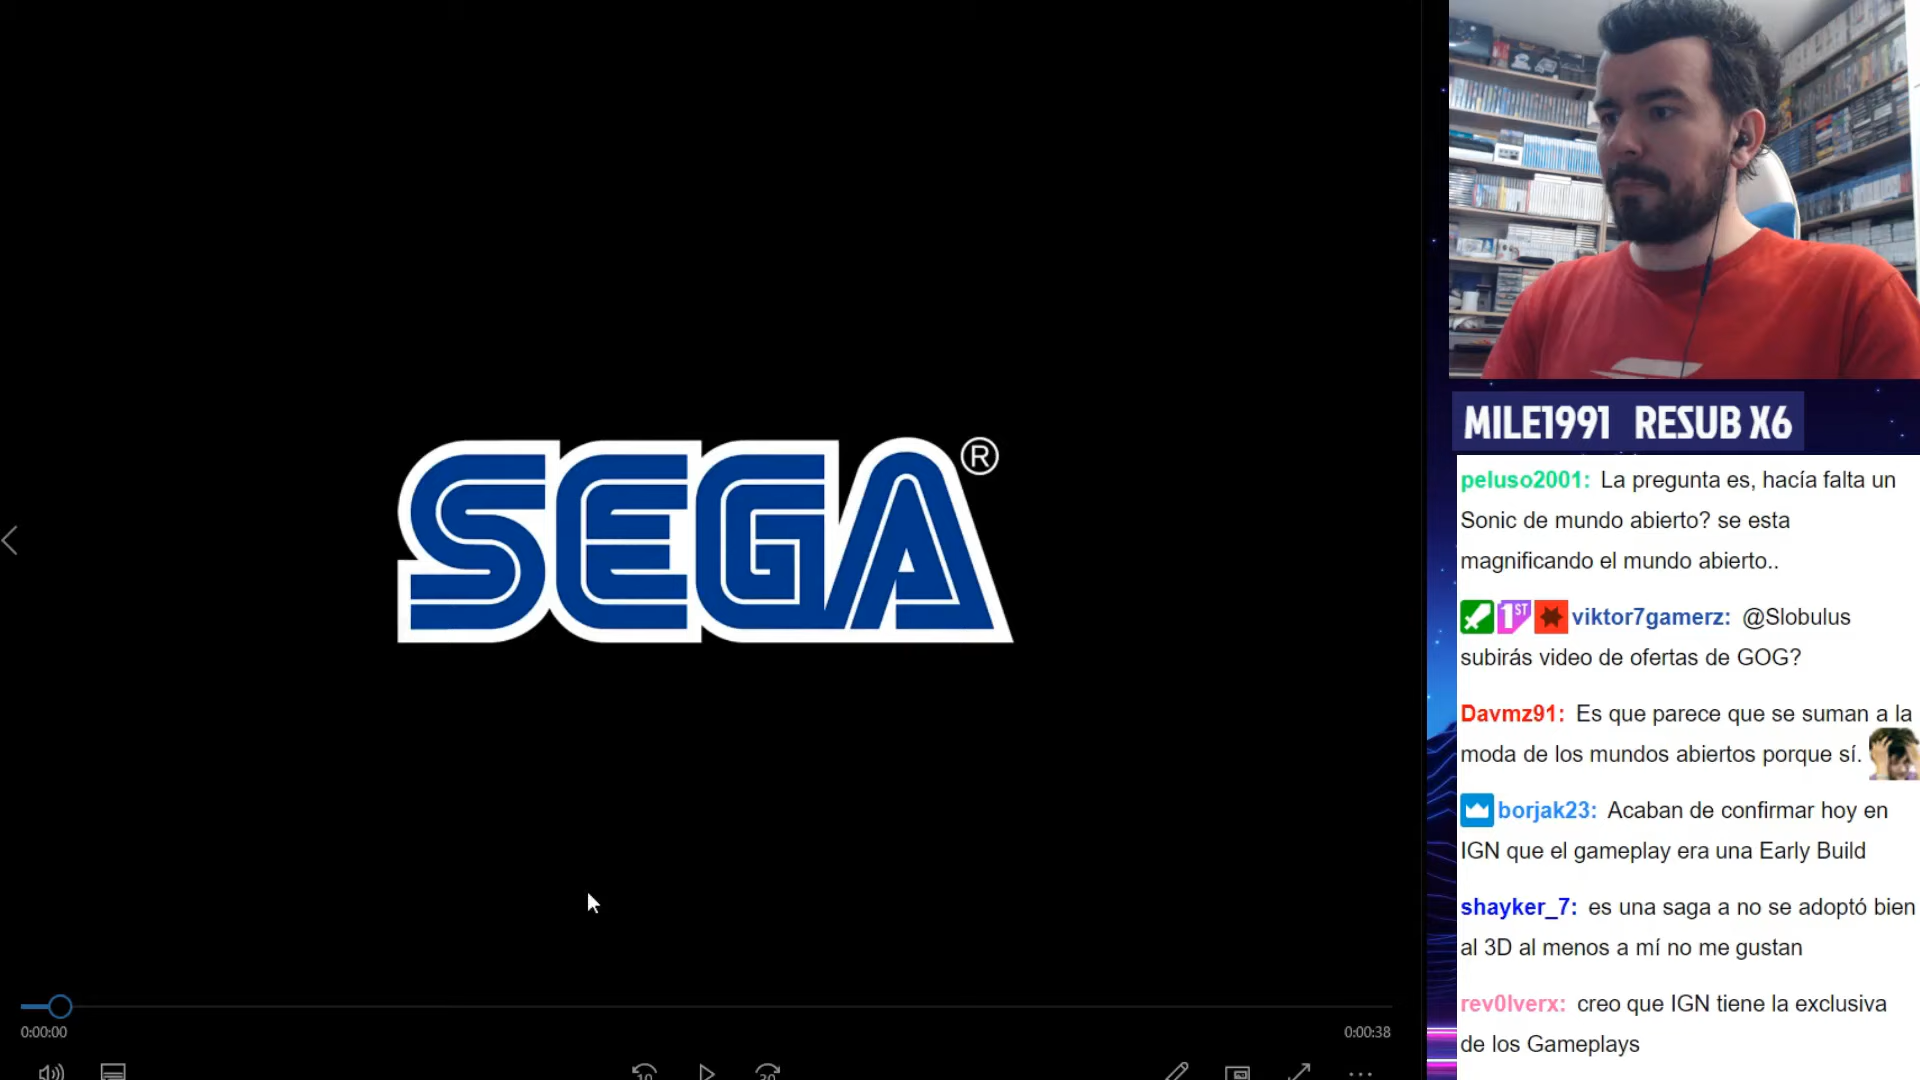 SEGA®
0:00:00
0:00:38
10
30
MILE1991 RESUB X6
peluso2001: La pregunta es, hacía falta un
Sonic de mundo abierto? se esta
magnificando el mundo abierto..
1ST viktor7gamerz: @Slobulus
subirás video de ofertas de GOG?
Davmz91: Es que parece que se suman a la
moda de los mundos abiertos porque sí.
borjak23: Acaban de confirmar hoy en
IGN que el gameplay era una Early Build
shayker_7: es una saga a no se adoptó bien
al 3D al menos a mí no me gustan
rev0lverx: creo que IGN tiene la exclusiva
de los Gameplays